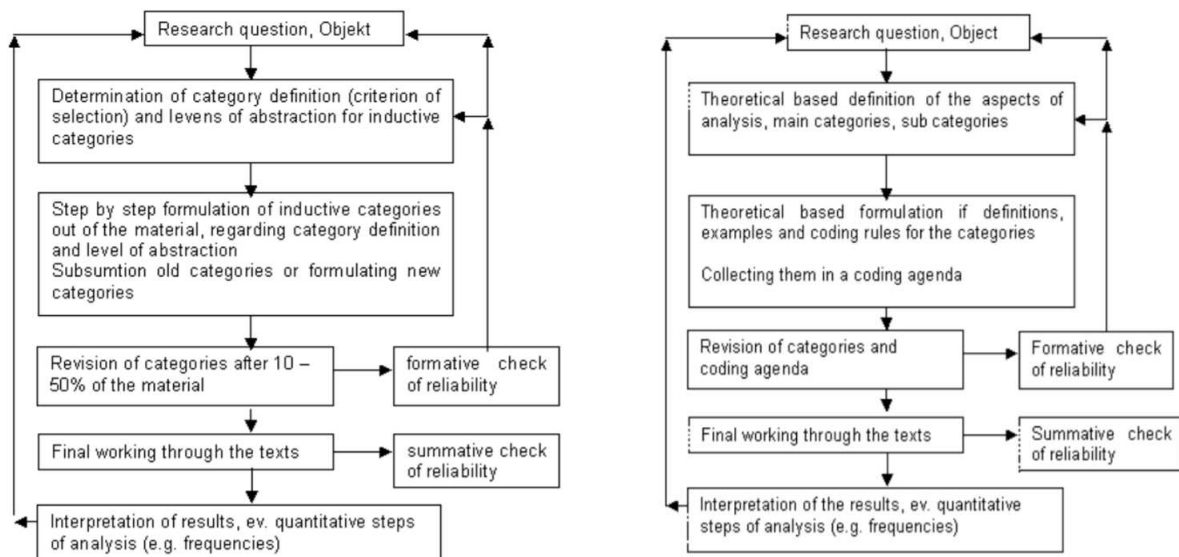 Research question, Objekt
Determination of category definition (criterion of
selection) and levens of abstraction for inductive
categories
Step by step formulation of inductive categories
out of the material, regarding category definition
and level of abstraction
Subsumtion old categories or formulating new
categories
Revision of categories after 10 –
50% of the material
formative check
of reliability
Final working through the texts
summative check
of reliability
Interpretation of results, ev. quantitative steps
of analysis (e.g. frequencies)
Research question, Object
Theoretical based definition of the aspects of
analysis, main categories, sub categories
Theoretical based formulation if definitions,
examples and coding rules for the categories
Collecting them in a coding agenda
Revision of categories and
coding agenda
Formative check
of reliability
Final working through the texts
Summative check
of reliability
Interpretation of the results, ev. quantitative
steps of analysis (e.g. frequencies)